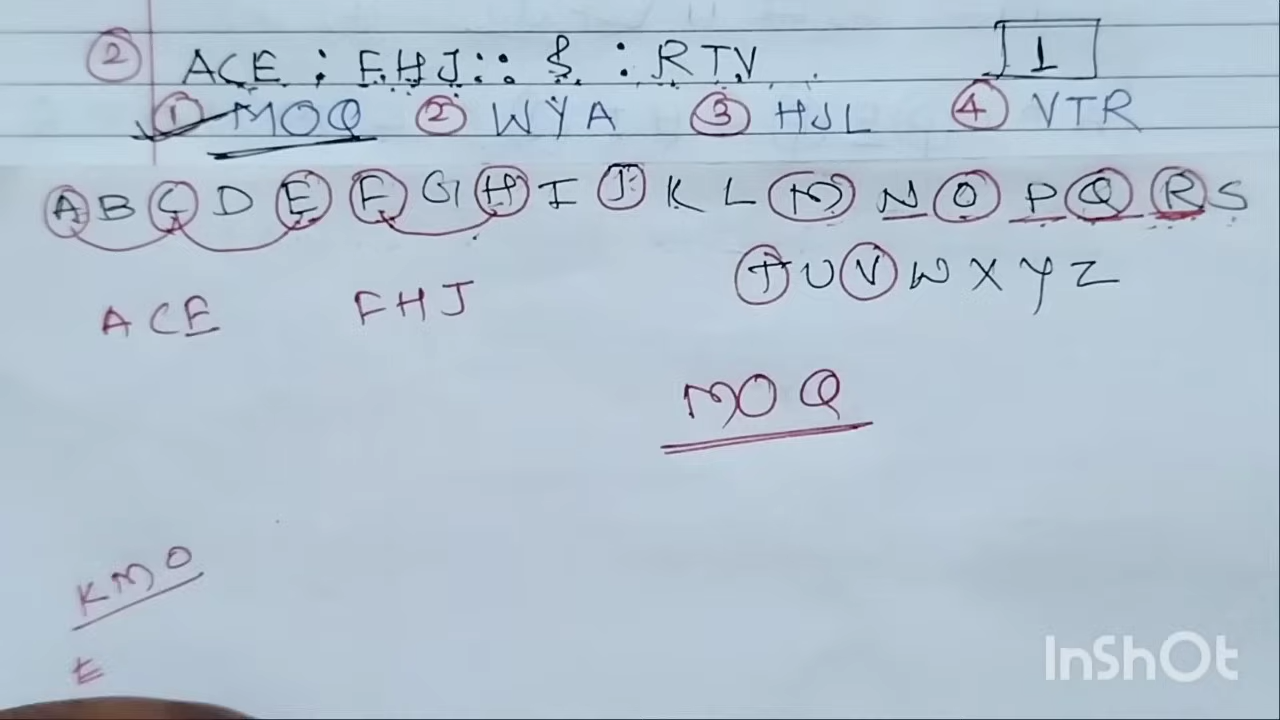 ② ACE : FHJ :: ? : RTV 1
① MOQ ② WYA ③ HJL ④ VTR
A B C D E F G H I J K L M N O P Q R S
T U V W X Y Z
ACE FHJ
MOQ
KMO
E
InShOt